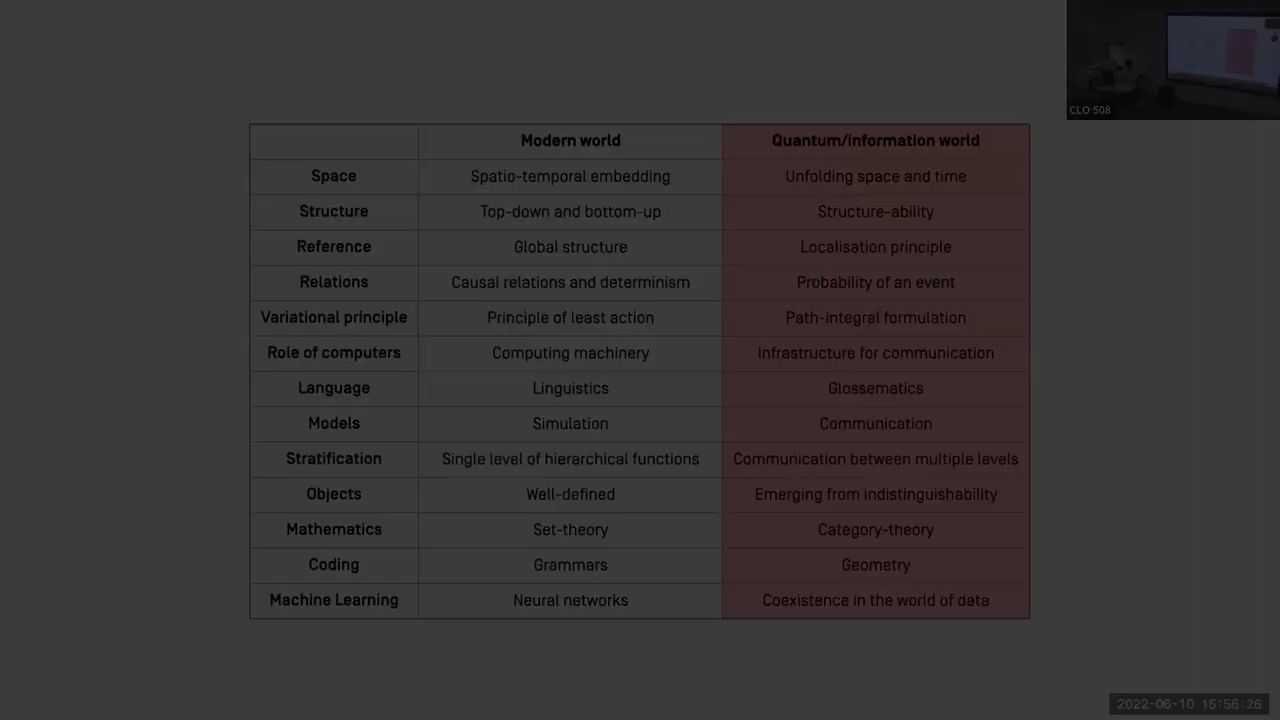 CLO 508
Modern world Quantum/information world
Space Spatio-temporal embedding Unfolding space and time
Structure Top-down and bottom-up Structure-ability
Reference Global structure Localisation principle
Relations Causal relations and determinism Probability of an event
Variational principle Principle of least action Path-integral formulation
Role of computers Computing machinery Infrastructure for communication
Language Linguistics Glossematics
Models Simulation Communication
Stratification Single level of hierarchical functions Communication between multiple levels
Objects Well-defined Emerging from indistinguishability
Mathematics Set-theory Category-theory
Coding Grammars Geometry
Machine Learning Neural networks Coexistence in the world of data
2022-06-10 15:56:26